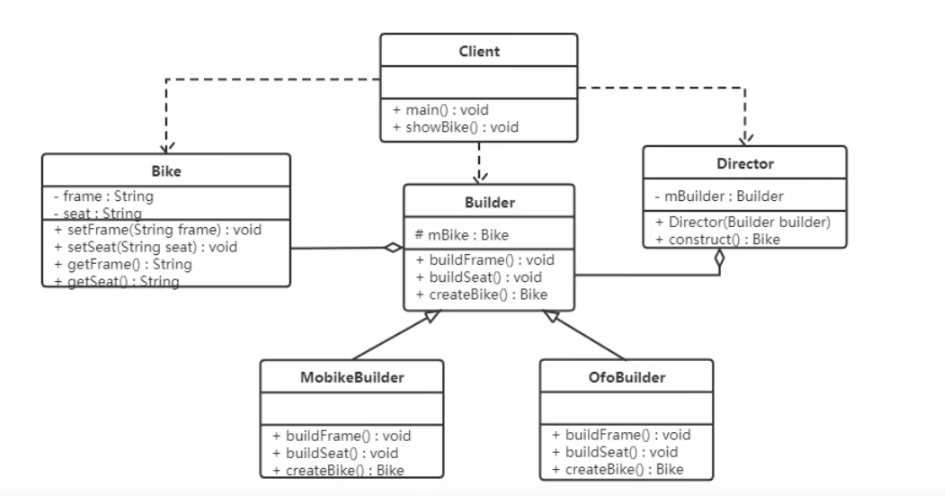 Client
+ main() : void
+ showBike() : void
Bike
- frame : String
- seat : String
+ setFrame(String frame) : void
+ setSeat(String seat) : void
+ getFrame() : String
+ getSeat() : String
Builder
# mBike : Bike
+ buildFrame() : void
+ buildSeat() : void
+ createBike() : Bike
Director
- mBuilder : Builder
+ Director(Builder builder)
+ construct() : Bike
MobikeBuilder
+ buildFrame() : void
+ buildSeat() : void
+ createBike() : Bike
OfoBuilder
+ buildFrame() : void
+ buildSeat() : void
+ createBike() : Bike